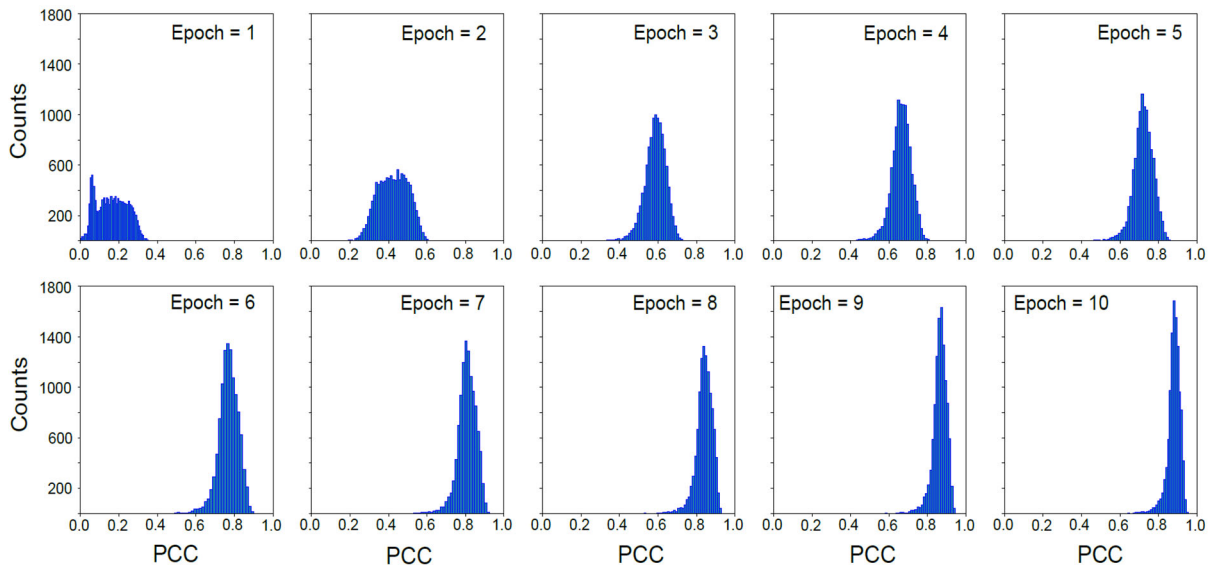 1800
1400
1000
600
200
Counts
Epoch = 1
Epoch = 2
Epoch = 3
Epoch = 4
Epoch = 5
0.0 0.2 0.4 0.6 0.8 1.0
0.0 0.2 0.4 0.6 0.8 1.0
0.0 0.2 0.4 0.6 0.8 1.0
0.0 0.2 0.4 0.6 0.8 1.0
0.0 0.2 0.4 0.6 0.8 1.0
1800
1400
1000
600
200
Counts
Epoch = 6
Epoch = 7
Epoch = 8
Epoch = 9
Epoch = 10
0.0 0.2 0.4 0.6 0.8 1.0
0.0 0.2 0.4 0.6 0.8 1.0
0.0 0.2 0.4 0.6 0.8 1.0
0.0 0.2 0.4 0.6 0.8 1.0
0.0 0.2 0.4 0.6 0.8 1.0
PCC
PCC
PCC
PCC
PCC